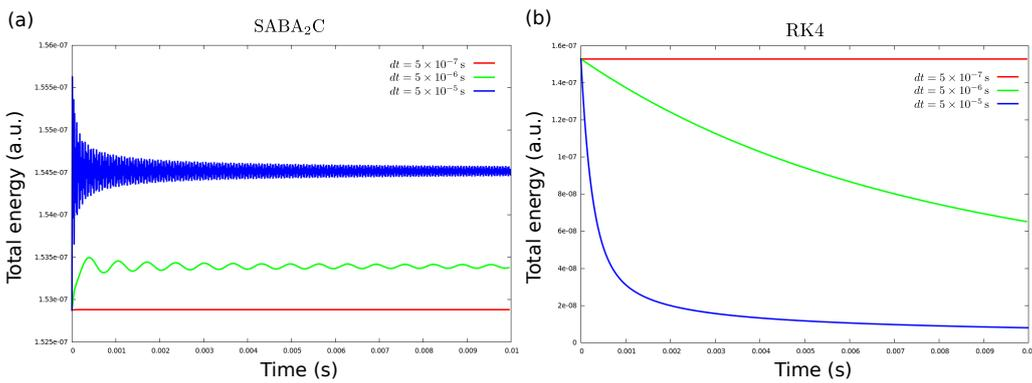 (a)
SABA₂C
1.56e-07
1.555e-07
1.55e-07
1.545e-07
1.54e-07
1.535e-07
1.53e-07
1.525e-07
Total energy (a.u.)
dt = 5 × 10⁻⁷ s
dt = 5 × 10⁻⁶ s
dt = 5 × 10⁻⁵ s
0 0.001 0.002 0.003 0.004 0.005 0.006 0.007 0.008 0.009 0.01
Time (s)
(b)
RK4
1.6e-07
1.4e-07
1.2e-07
1e-07
8e-08
6e-08
4e-08
2e-08
0
Total energy (a.u.)
dt = 5 × 10⁻⁷ s
dt = 5 × 10⁻⁶ s
dt = 5 × 10⁻⁵ s
0 0.001 0.002 0.003 0.004 0.005 0.006 0.007 0.008 0.009 0.0
Time (s)